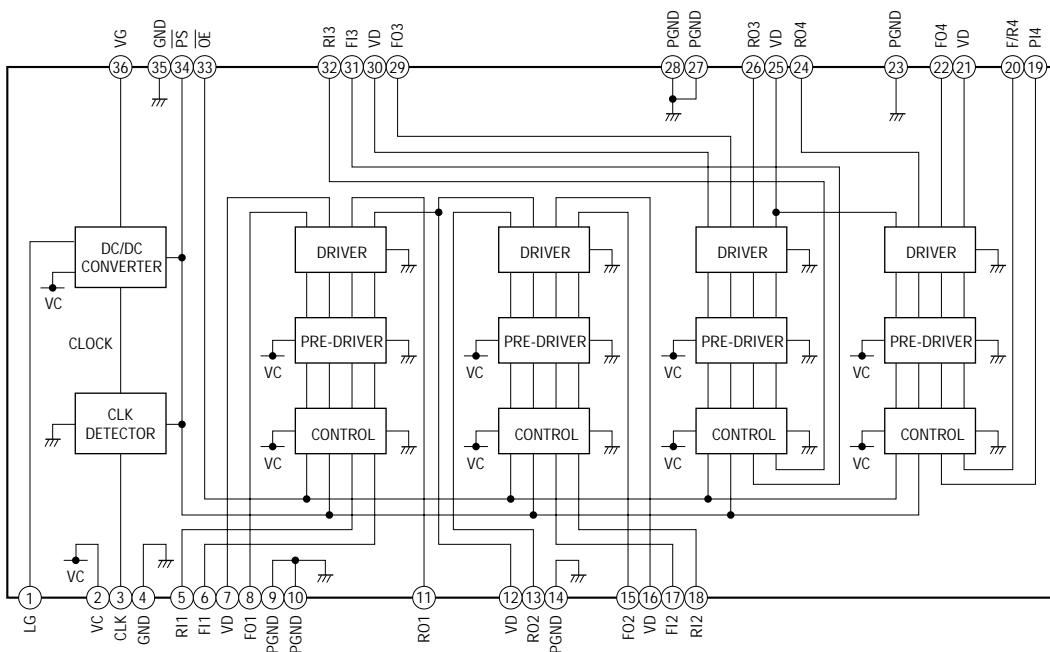 VG
GND
PS
OE
RI3
FI3
VD
FO3
PGND
PGND
RO3
VD
RO4
PGND
FO4
VD
F/R4
PI4
36
35
34
33
32
31
30
29
28
27
26
25
24
23
22
21
20
19
DC/DC
CONVERTER
VC
DRIVER
DRIVER
DRIVER
DRIVER
CLOCK
PRE-DRIVER
PRE-DRIVER
PRE-DRIVER
PRE-DRIVER
VC
VC
VC
VC
CLK
DETECTOR
CONTROL
CONTROL
CONTROL
CONTROL
VC
VC
VC
VC
VC
1
2
3
4
5
6
7
8
9
10
11
12
13
14
15
16
17
18
LG
VC
CLK
GND
RI1
FI1
VD
FO1
PGND
PGND
RO1
VD
RO2
PGND
FO2
VD
FI2
RI2